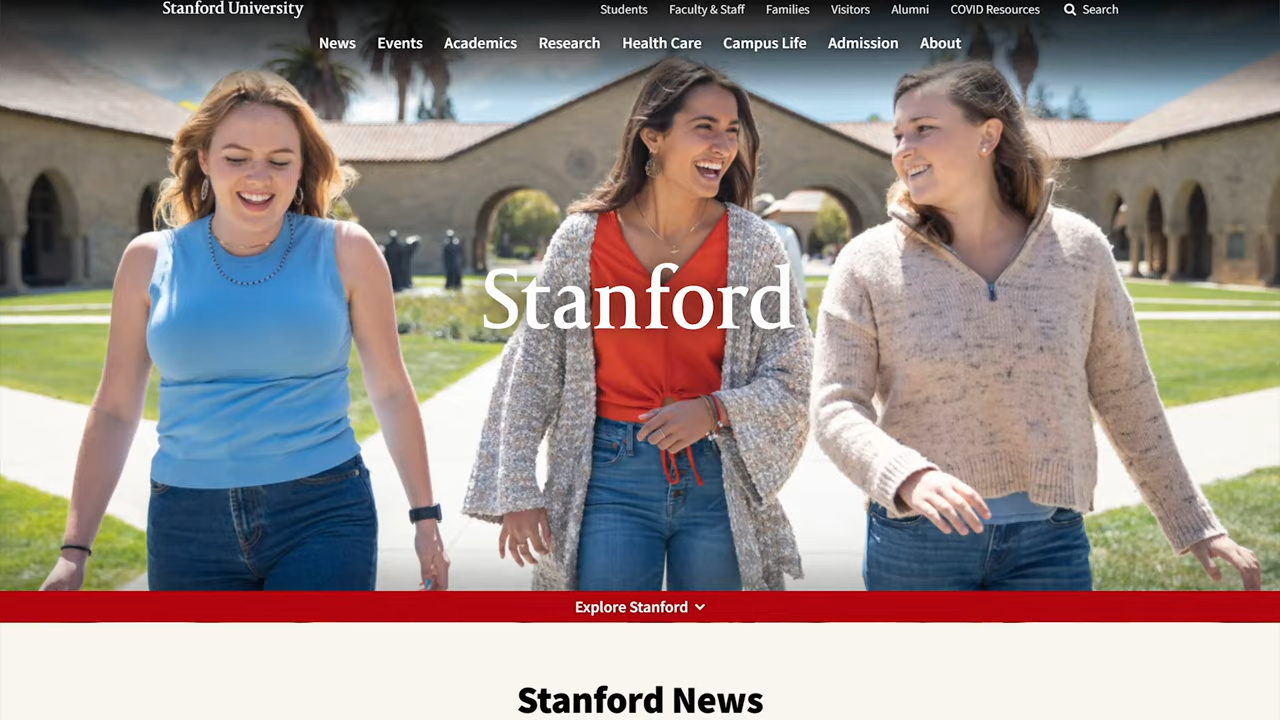 Stanford University
Students Faculty & Staff Families Visitors Alumni COVID Resources Search
News Events Academics Research Health Care Campus Life Admission About
Stanford
Explore Stanford
Stanford News